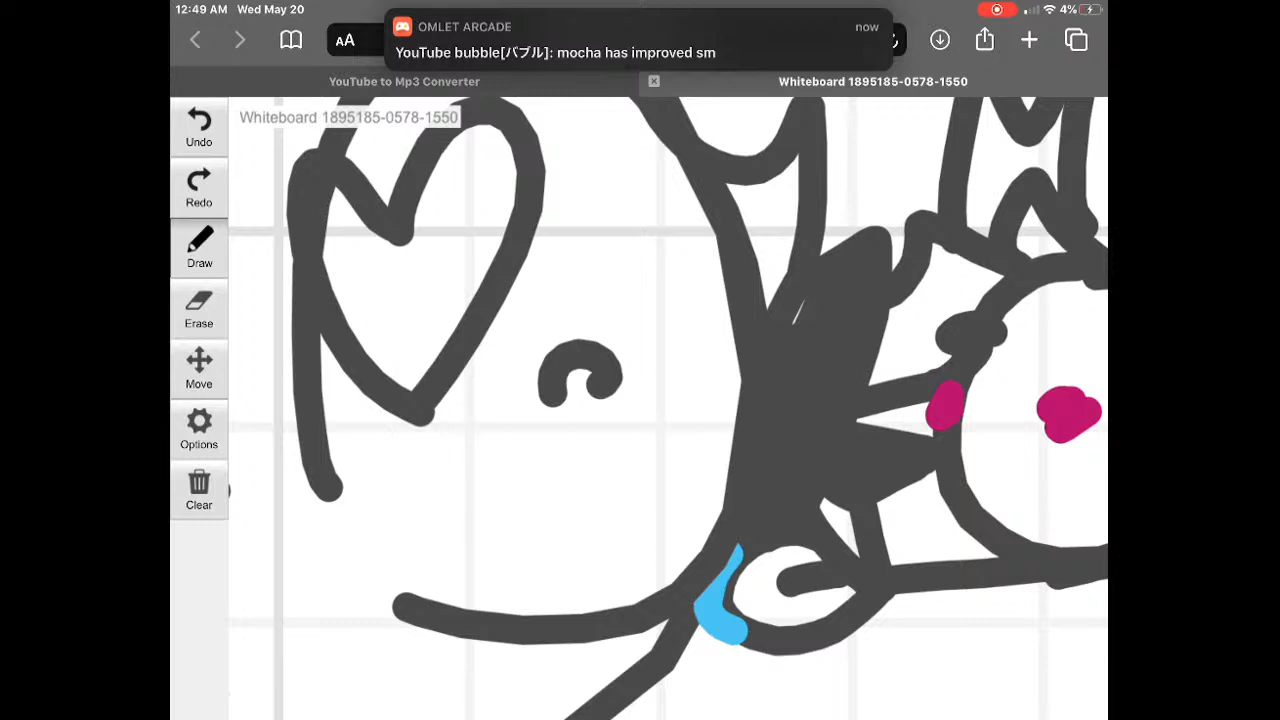 12:49 AM Wed May 20
4%
OMLET ARCADE
now
YouTube bubble[バブル]: mocha has improved sm
AA
YouTube to Mp3 Converter
Whiteboard 1895185-0578-1550
Whiteboard 1895185-0578-1550
Undo
Redo
Draw
Erase
Move
Options
Clear